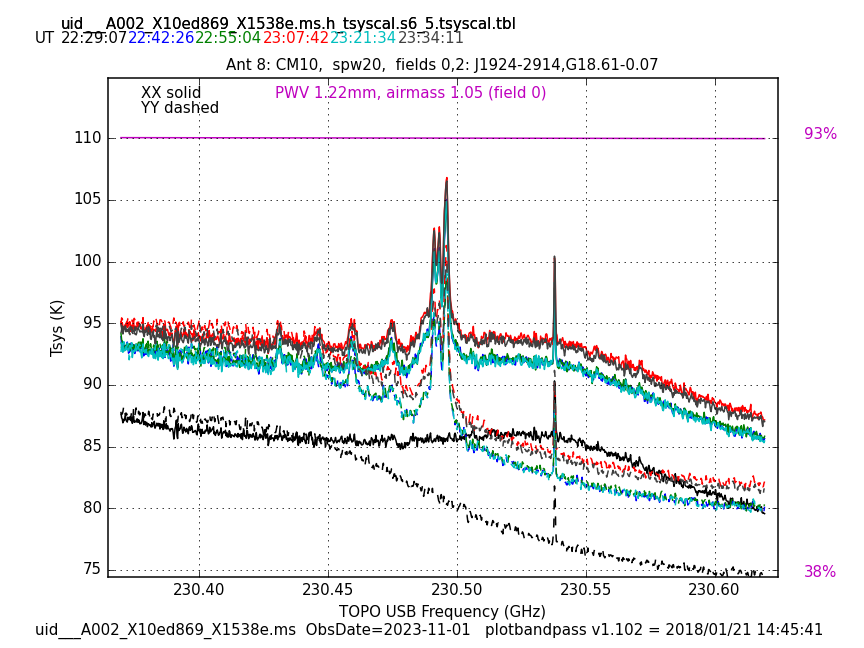 uid___A002_X10ed869_X1538e.ms.h_tsyscal.s6_5.tsyscal.tbl
UT 22:29:07 22:42:26 22:55:04 23:07:42 23:21:34 23:34:11
Ant 8: CM10,  spw20,  fields 0,2: J1924-2914,G18.61-0.07
XX solid
PWV 1.22mm, airmass 1.05 (field 0)
YY dashed
110
93%
105
100
95
90
85
80
75
38%
Tsys (K)
230.40 230.45 230.50 230.55 230.60
TOPO USB Frequency (GHz)
uid___A002_X10ed869_X1538e.ms  ObsDate=2023-11-01   plotbandpass v1.102 = 2018/01/21 14:45:41